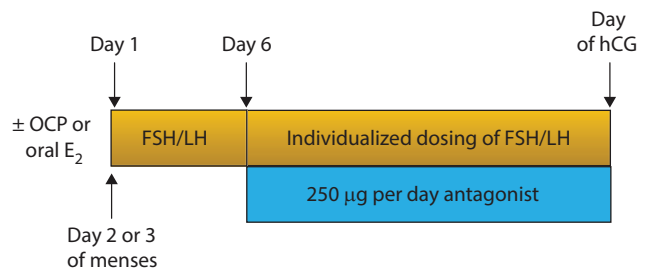 Day 1
Day 6
Day
of hCG
± OCP or
oral E2
FSH/LH
Individualized dosing of FSH/LH
250 μg per day antagonist
Day 2 or 3
of menses